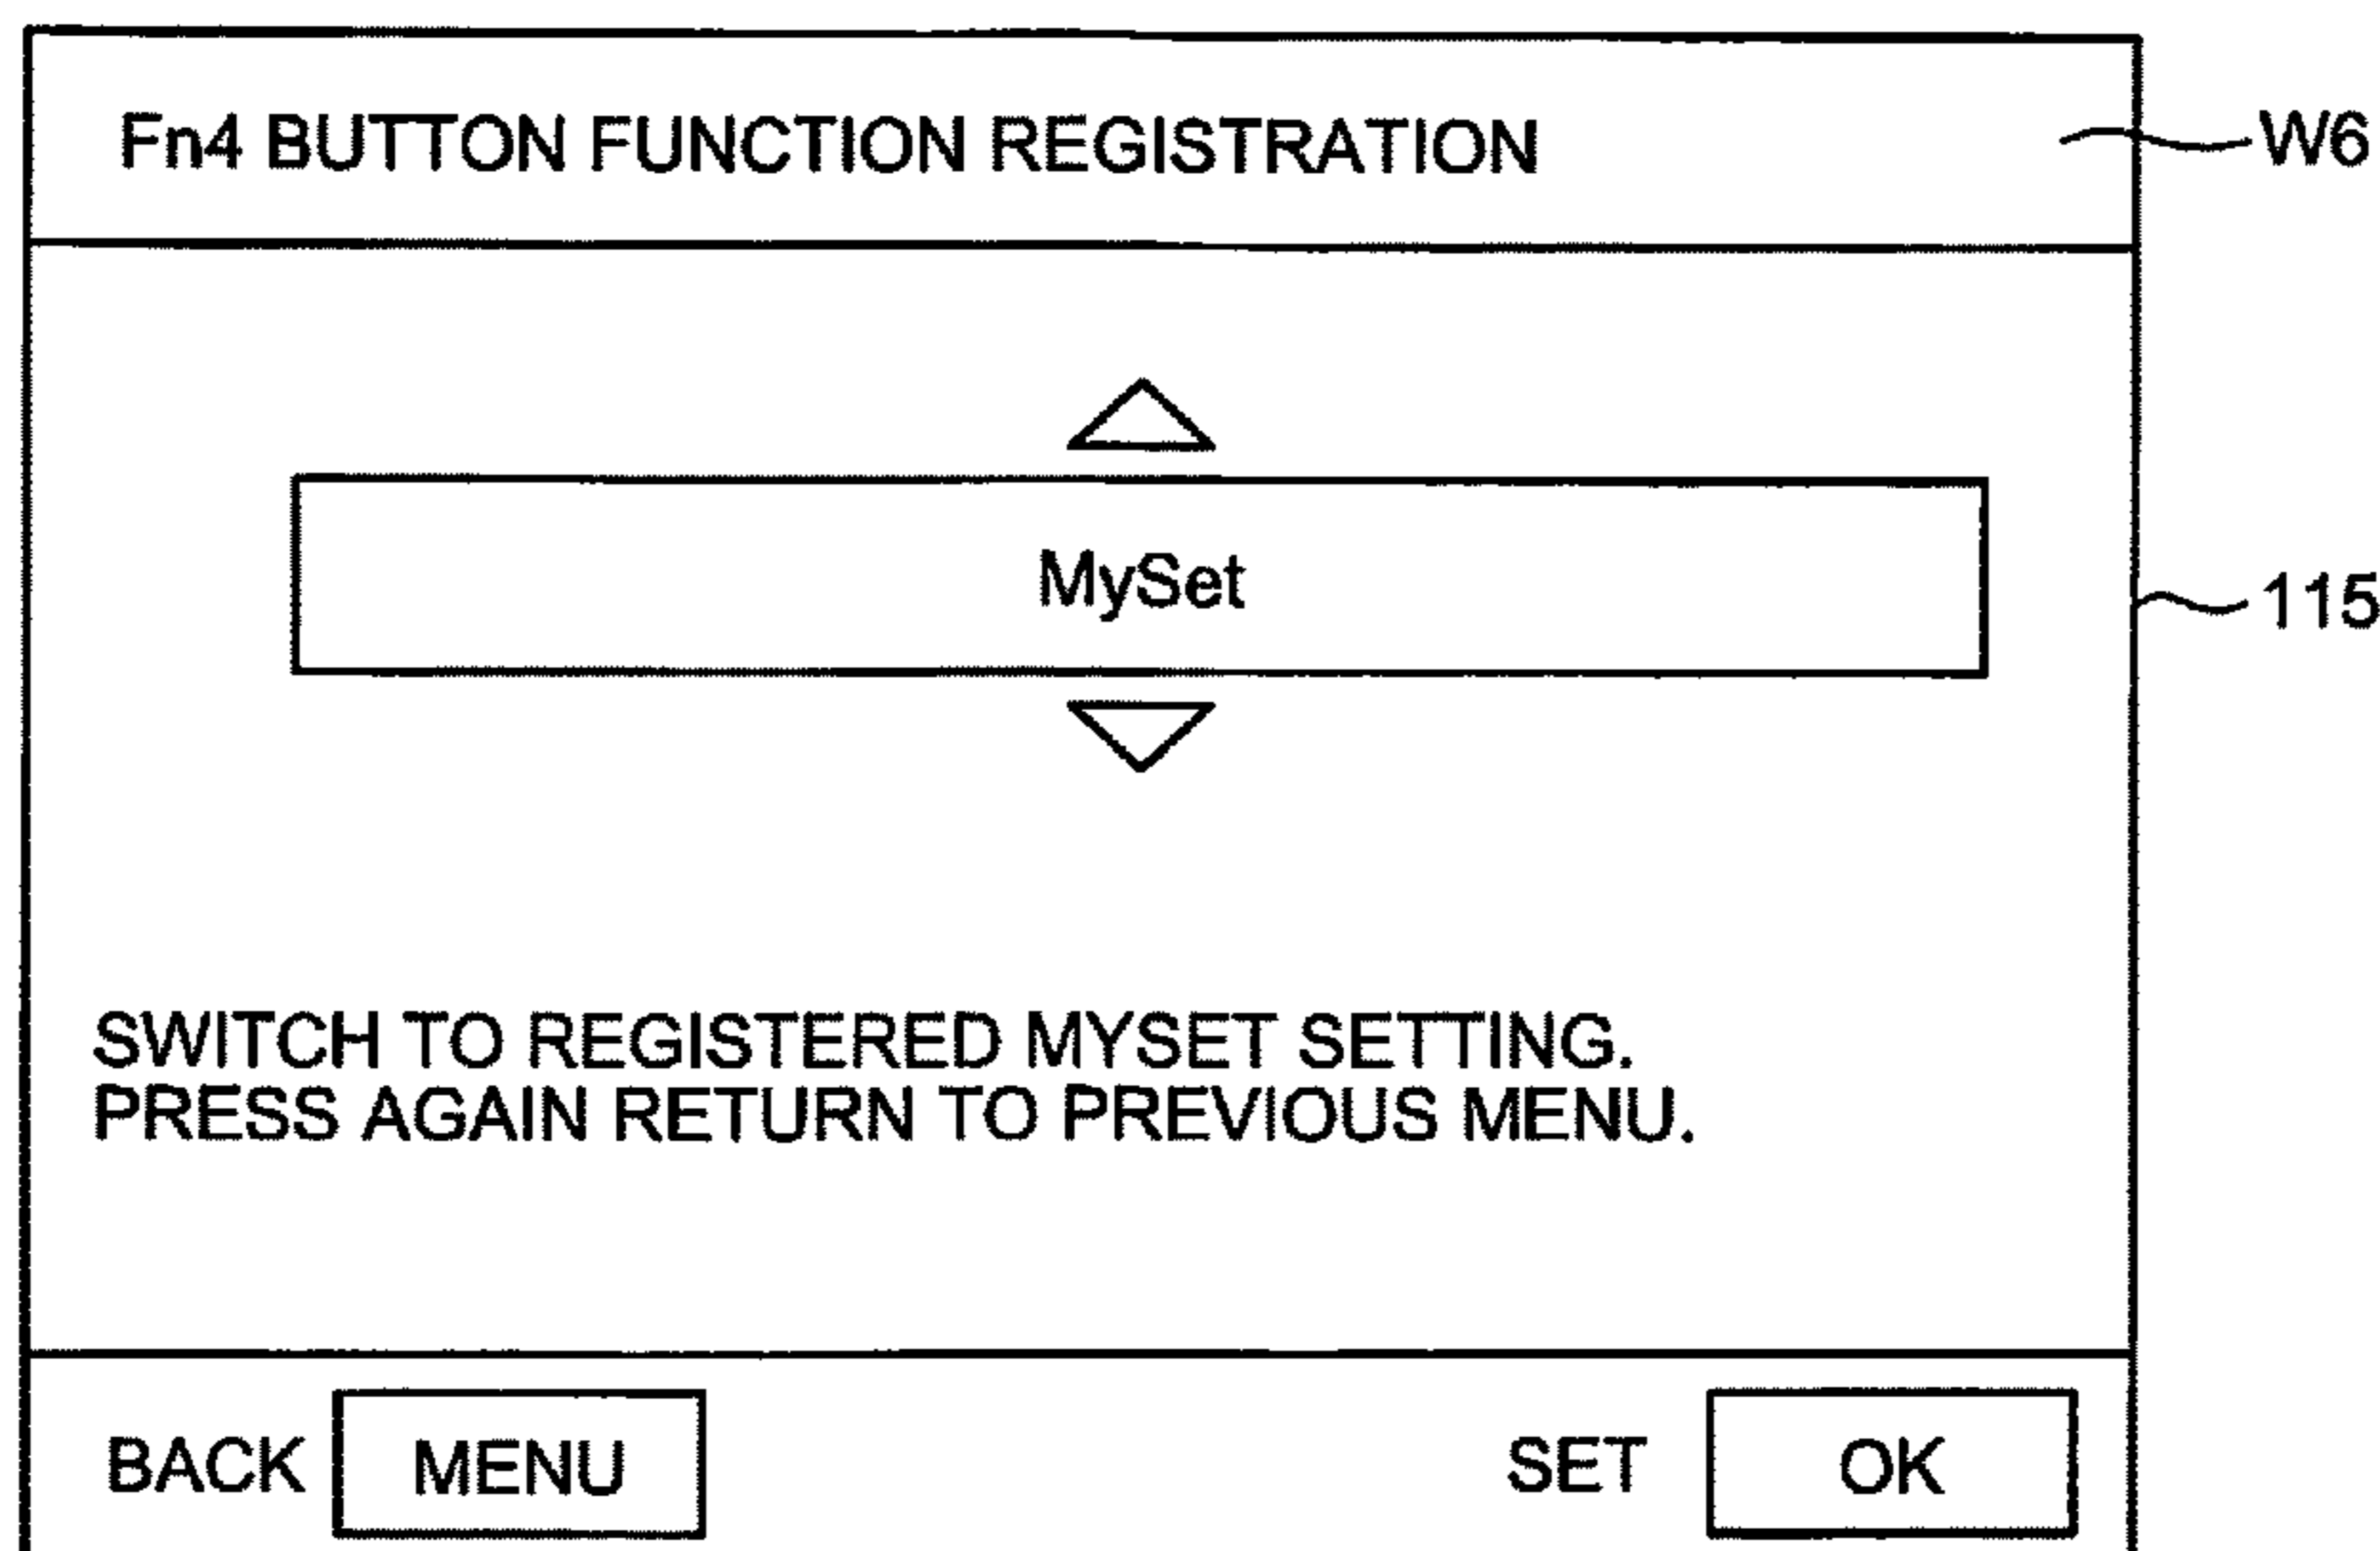 Fn4 BUTTON FUNCTION REGISTRATION
W6
MySet
115
SWITCH TO REGISTERED MYSET SETTING.
PRESS AGAIN RETURN TO PREVIOUS MENU.
BACK MENU SET OK